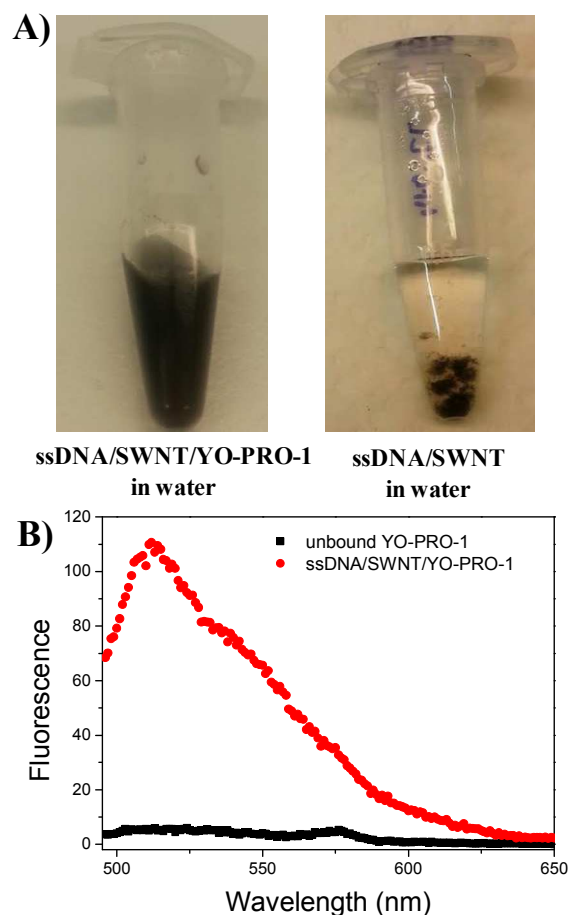 A)
ssDNA/SWNT/YO-PRO-1
in water
ssDNA/SWNT
in water
B)
unbound YO-PRO-1
ssDNA/SWNT/YO-PRO-1
120
100
80
60
40
20
0
Fluorescence
500
550
600
650
Wavelength (nm)